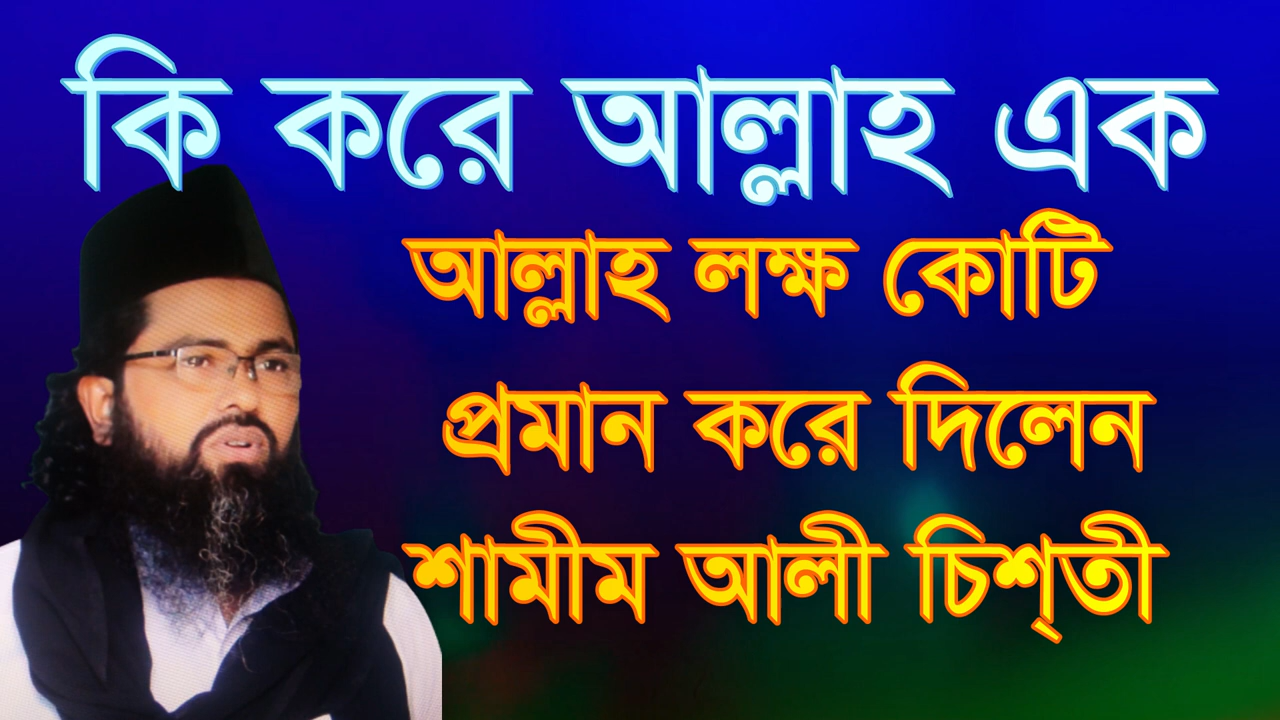 কি করে আল্লাহ এক
আল্লাহ লক্ষ কোটি
প্রমান করে দিলেন
শামীম আলী চিশ্‌তী